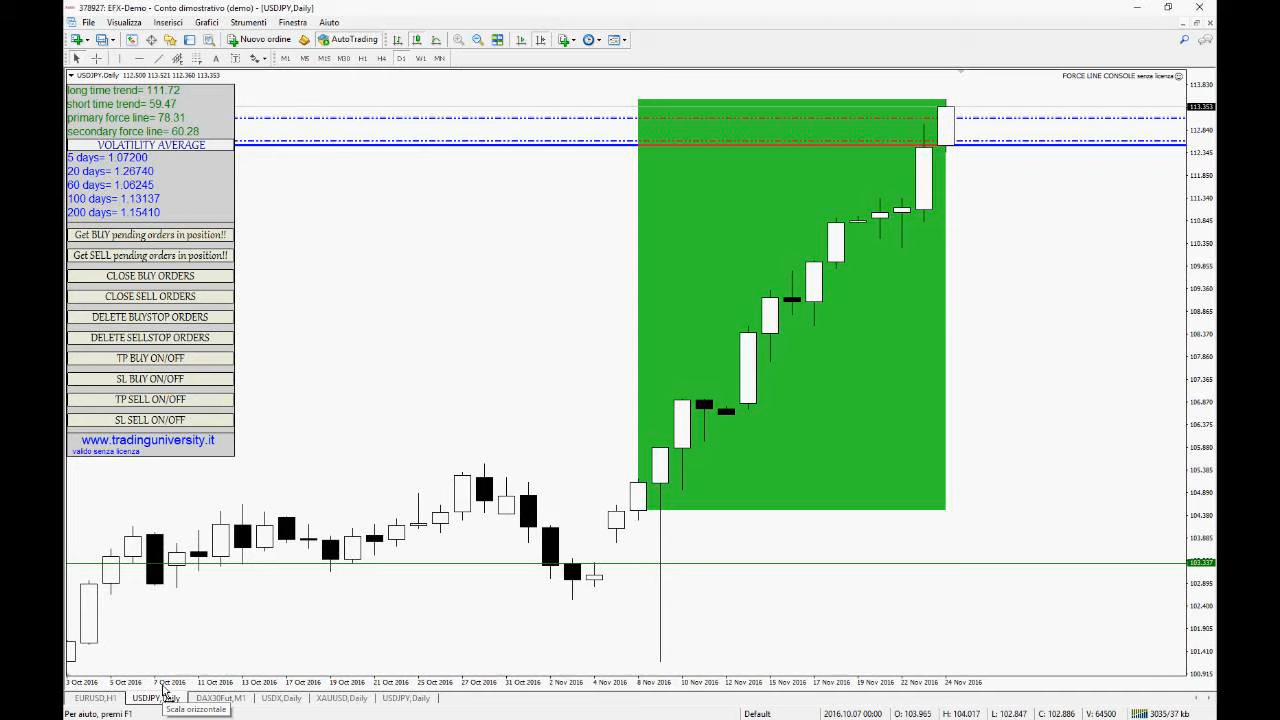 378927: EFX-Demo - Conto dimostrativo (demo) - [USDJPY,Daily]
File Visualizza Inserisci Grafici Strumenti Finestra Aiuto
Nuovo ordine AutoTrading
A T M1 M5 M15 M30 H1 H4 D1 W1 MN
USDJPY,Daily 112.500 113.521 112.360 113.353
FORCE LINE CONSOLE senza licenza
long time trend= 111.72
short time trend= 59.47
primary force line= 78.31
secondary force line= 60.28
VOLATILITY AVERAGE
5 days= 1.07200
20 days= 1.26740
60 days= 1.06245
100 days= 1.13137
200 days= 1.15410
Get BUY pending orders in position!!
Get SELL pending orders in position!!
CLOSE BUY ORDERS
CLOSE SELL ORDERS
DELETE BUYSTOP ORDERS
DELETE SELLSTOP ORDERS
TP BUY ON/OFF
SL BUY ON/OFF
TP SELL ON/OFF
SL SELL ON/OFF
www.tradinguniversity.it
valido senza licenza
113.830
113.353
112.840
112.345
111.850
111.340
110.845
110.350
109.855
109.360
108.865
108.370
107.860
107.365
106.870
106.375
105.880
105.385
104.890
104.380
103.885
103.337
102.895
102.400
101.905
101.410
100.915
3 Oct 2016 5 Oct 2016 7 Oct 2016 11 Oct 2016 13 Oct 2016 17 Oct 2016 19 Oct 2016 21 Oct 2016 25 Oct 2016 27 Oct 2016 31 Oct 2016 2 Nov 2016 4 Nov 2016 8 Nov 2016 10 Nov 2016 14 Nov 2016 15 Nov 2016 17 Nov 2016 19 Nov 2016 22 Nov 2016 24 Nov 2016
EURUSD,H1 USDJPY,Daily DAX30Fut,M1 USDX,Daily XAUUSD,Daily USDJPY,Daily
Scala orizzontale
Per aiuto, premi F1 Default 2016.10.07 00:00 O: 103.965 H: 104.017 L: 102.847 C: 102.886 V: 64500 3035/37 kb